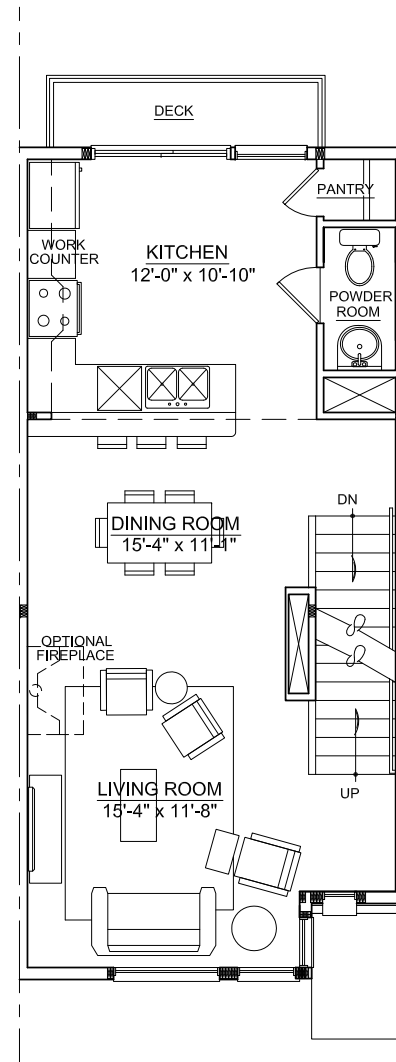 DECK
PANTRY
WORK
COUNTER
KITCHEN
12'-0" x 10'-10"
POWDER
ROOM
DN
DINING ROOM
15'-4" x 11'-1"
OPTIONAL
FIREPLACE
LIVING ROOM
15'-4" x 11'-8"
UP